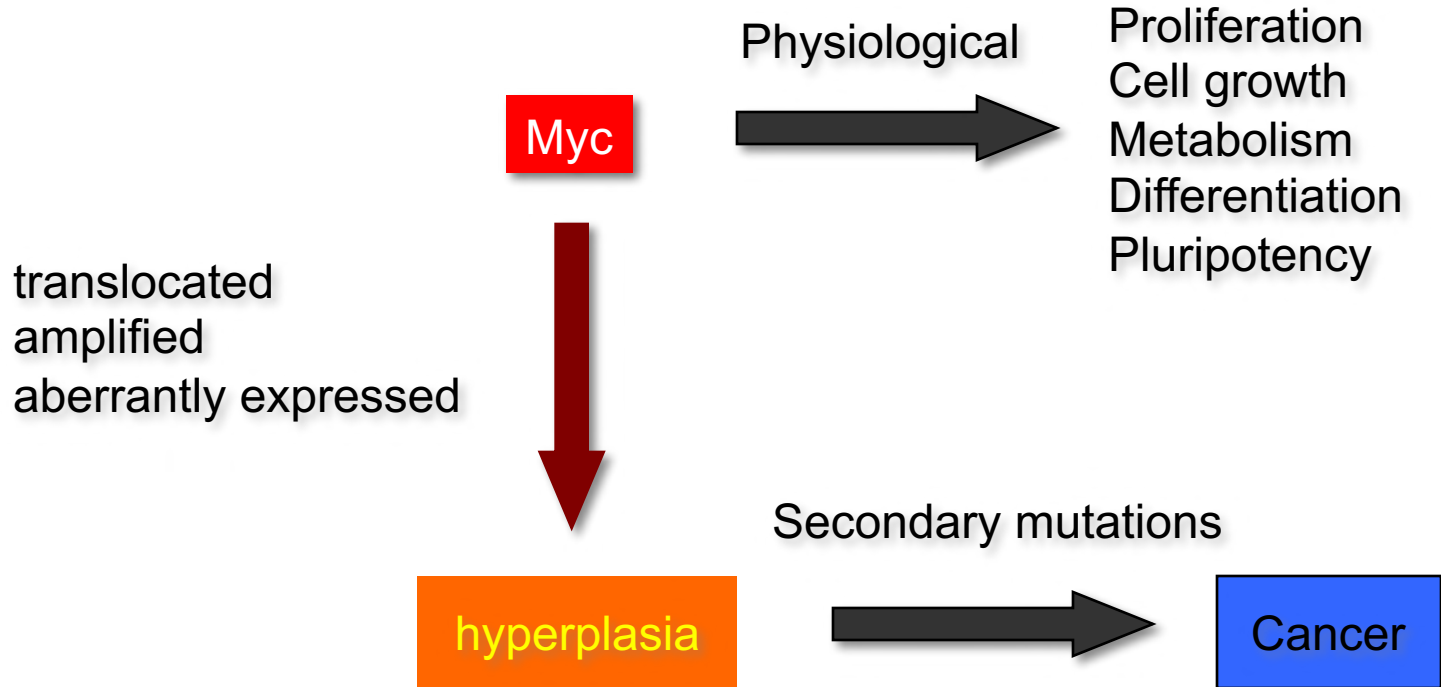 Physiological
Proliferation
Cell growth
Metabolism
Differentiation
Pluripotency
Myc
translocated
amplified
aberrantly expressed
Secondary mutations
hyperplasia
Cancer